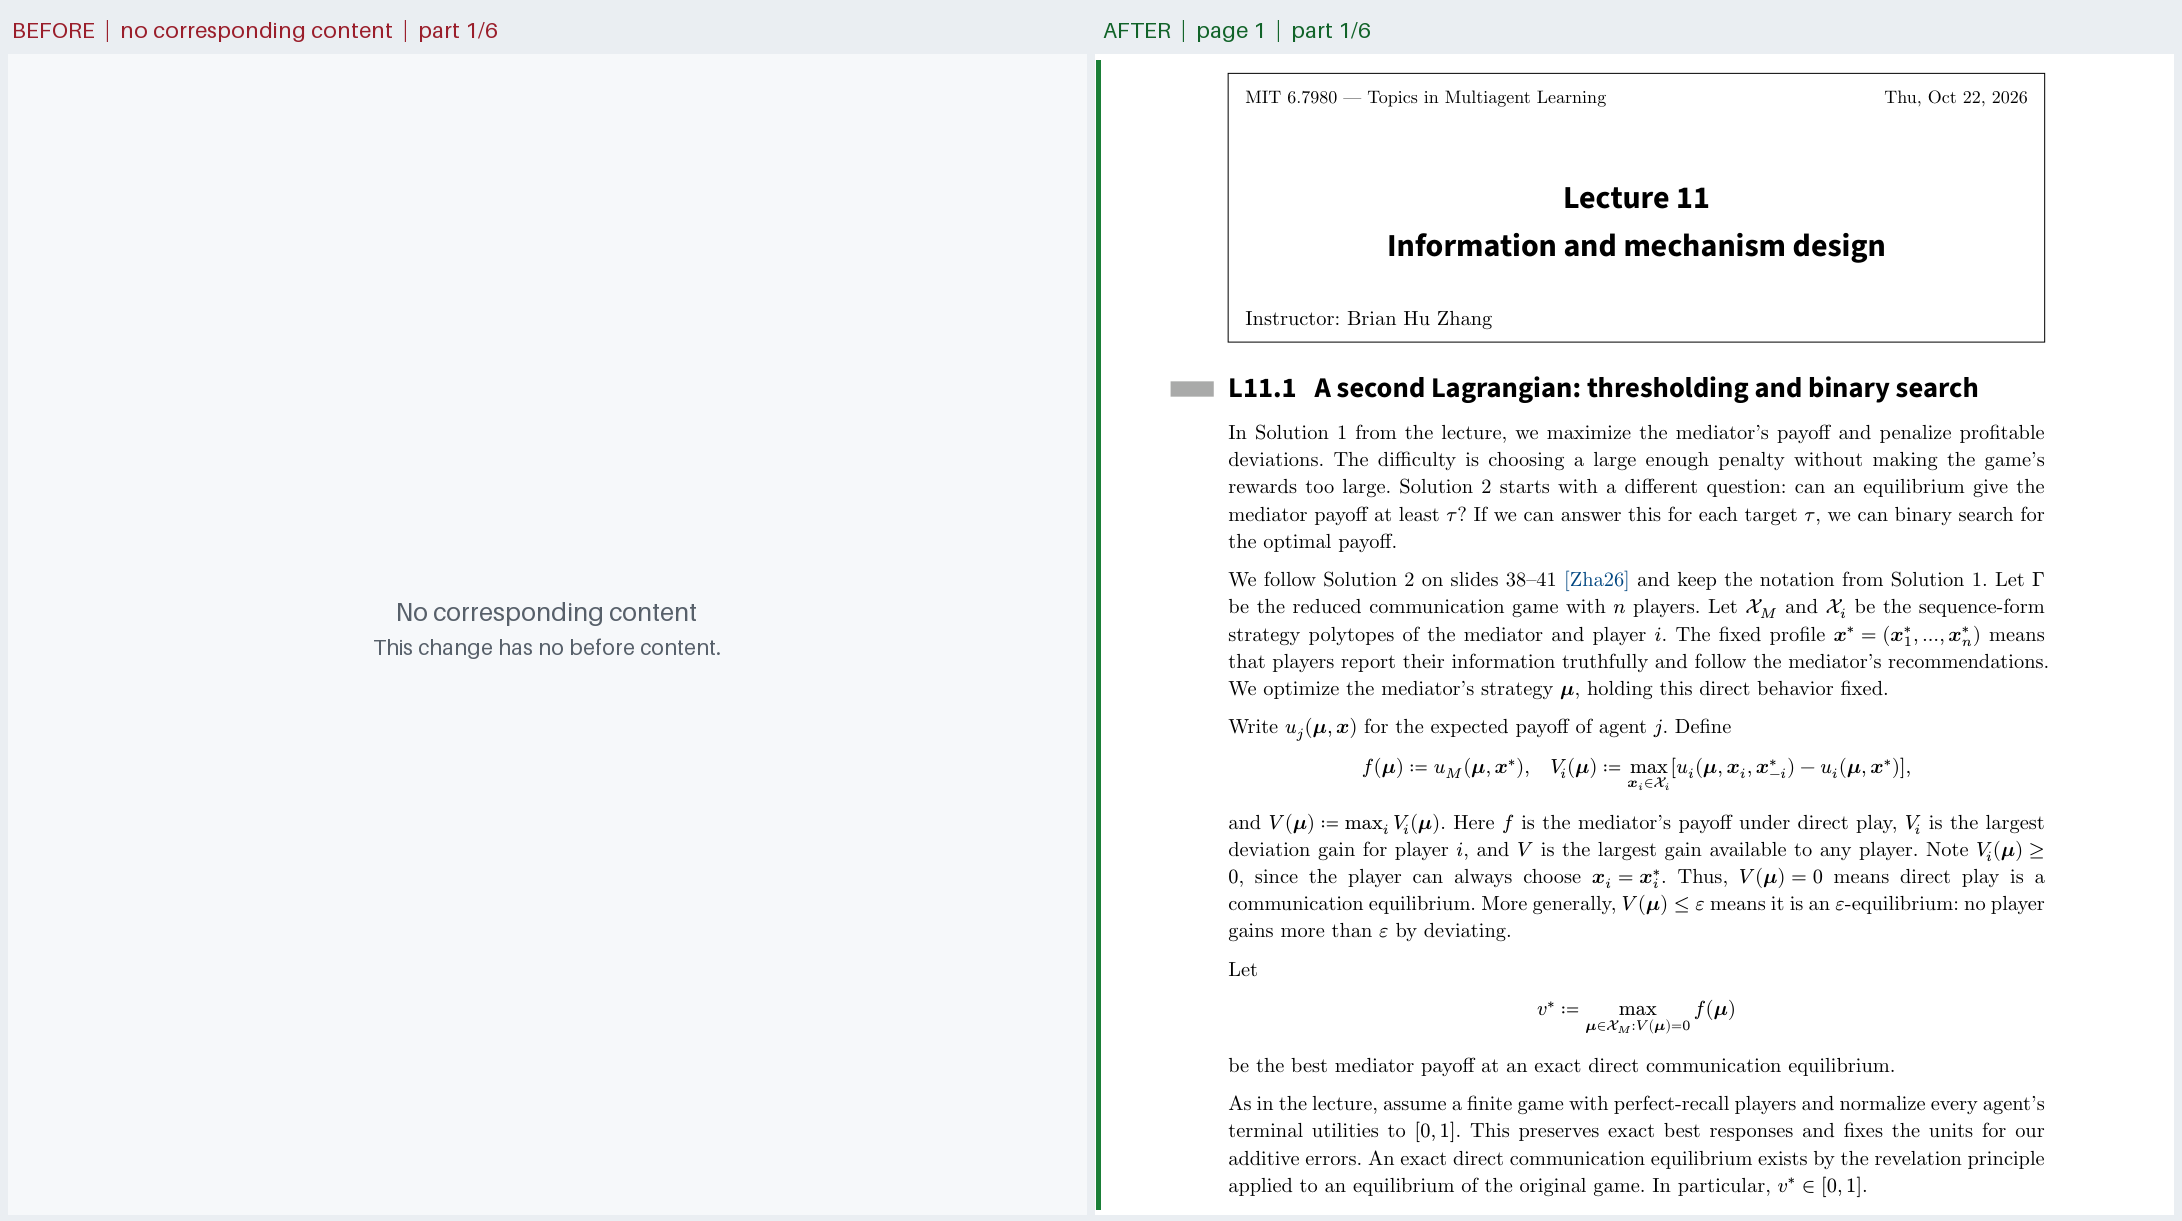 BEFORE | no corresponding content | part 1/6
No corresponding content
This change has no before content.
AFTER | page 1 | part 1/6
MIT 6.7980 — Topics in Multiagent Learning Thu, Oct 22, 2026
Lecture 11
Information and mechanism design
Instructor: Brian Hu Zhang
L11.1 A second Lagrangian: thresholding and binary search
In Solution 1 from the lecture, we maximize the mediator's payoff and penalize profitable
deviations. The difficulty is choosing a large enough penalty without making the game's
rewards too large. Solution 2 starts with a different question: can an equilibrium give the
mediator payoff at least τ? If we can answer this for each target τ, we can binary search for
the optimal payoff.
We follow Solution 2 on slides 38–41 [Zha26] and keep the notation from Solution 1. Let Γ
be the reduced communication game with n players. Let 𝒳_M and 𝒳_i be the sequence-form
strategy polytopes of the mediator and player i. The fixed profile x* = (x₁*, ..., xₙ*) means
that players report their information truthfully and follow the mediator's recommendations.
We optimize the mediator's strategy μ, holding this direct behavior fixed.
Write u_j(μ, x) for the expected payoff of agent j. Define
f(μ) ≔ u_M(μ, x*), V_i(μ) ≔ max_{x_i∈𝒳_i} [u_i(μ, x_i, x*_{−i}) − u_i(μ, x*)],
and V(μ) ≔ max_i V_i(μ). Here f is the mediator's payoff under direct play, V_i is the largest
deviation gain for player i, and V is the largest gain available to any player. Note V_i(μ) ≥
0, since the player can always choose x_i = x_i*. Thus, V(μ) = 0 means direct play is a
communication equilibrium. More generally, V(μ) ≤ ε means it is an ε-equilibrium: no player
gains more than ε by deviating.
Let
v* ≔ max_{μ∈𝒳_M:V(μ)=0} f(μ)
be the best mediator payoff at an exact direct communication equilibrium.
As in the lecture, assume a finite game with perfect-recall players and normalize every agent's
terminal utilities to [0, 1]. This preserves exact best responses and fixes the units for our
additive errors. An exact direct communication equilibrium exists by the revelation principle
applied to an equilibrium of the original game. In particular, v* ∈ [0, 1].